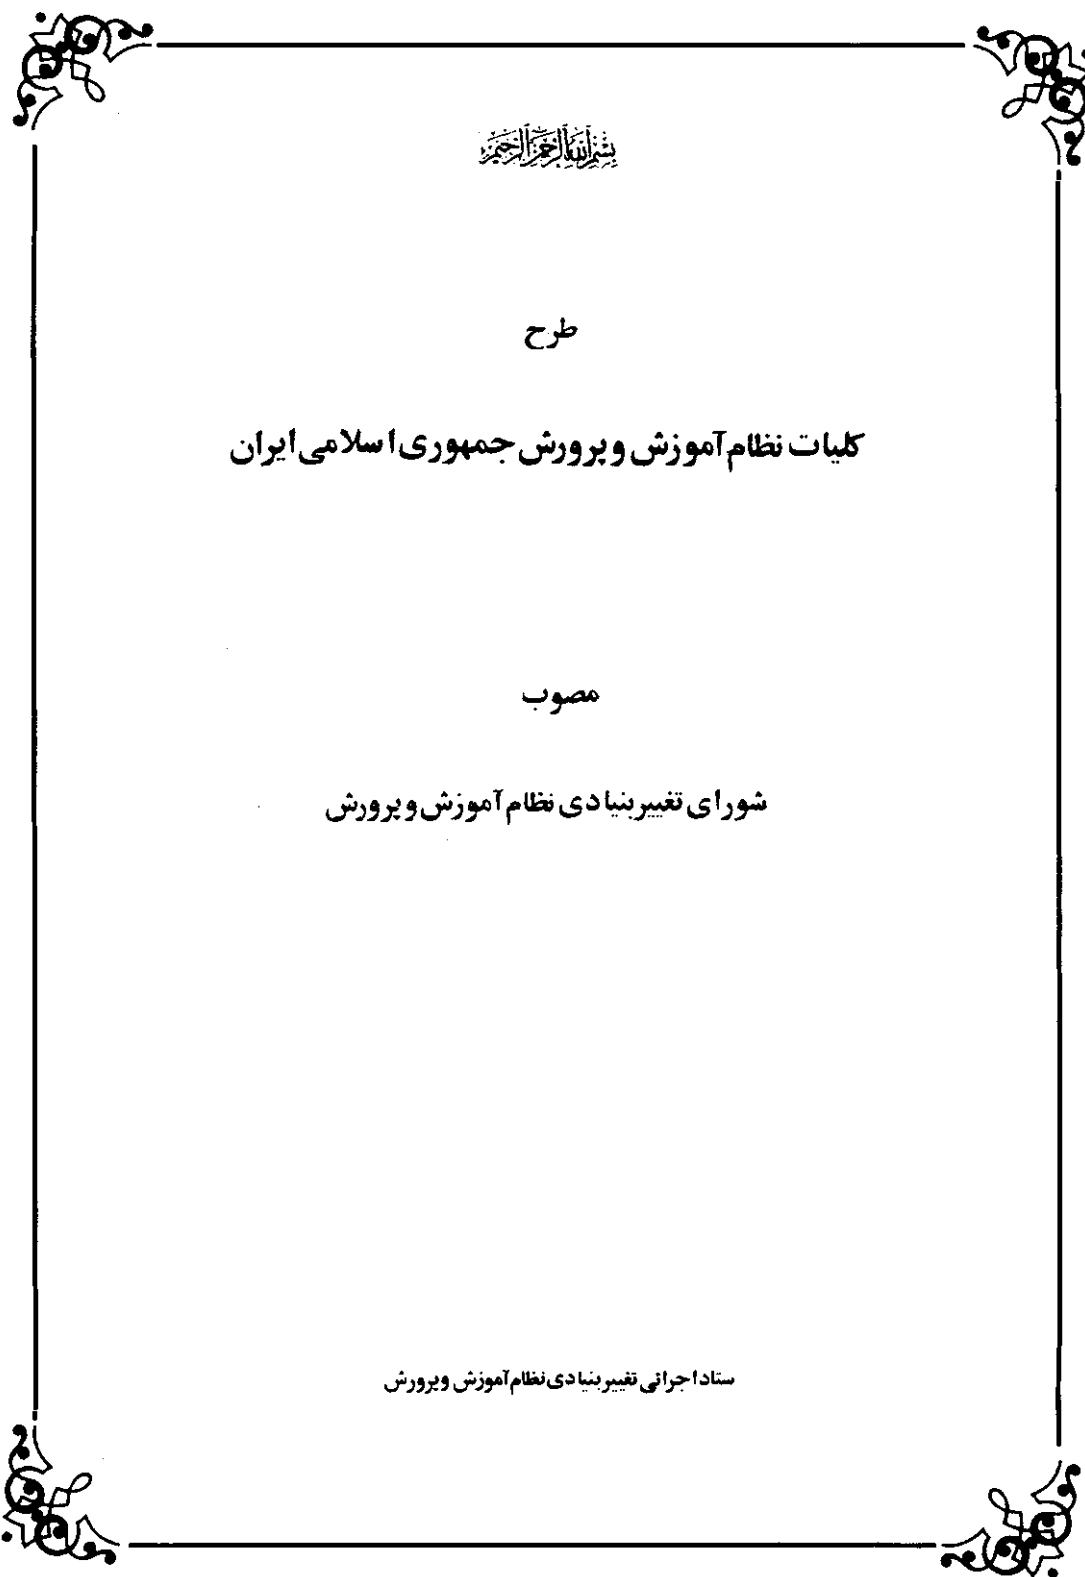 بسم الله الرحمن الرحیم
طرح
کلیات نظام آموزش و پرورش جمهوری اسلامی ایران
مصوب
شورای تغییر بنیادی نظام آموزش و پرورش
ستاد اجرائی تغییر بنیادی نظام آموزش و پرورش